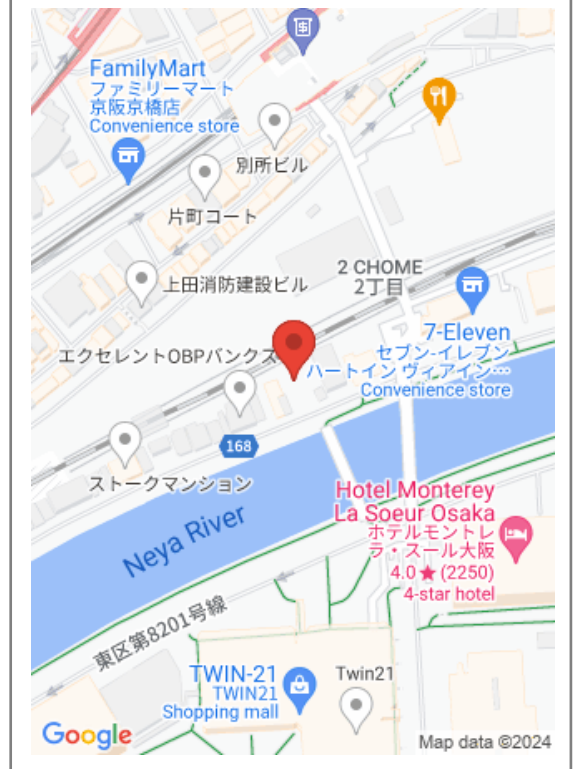 FamilyMart
ファミリーマート
京阪京橋店
Convenience store
別所ビル
片町コート
上田消防建設ビル
2 CHOME
2丁目
7-Eleven
セブン-イレブン
ハートイン ヴィアイン…
Convenience store
エクセレントOBPバンクス
168
ストークマンション
Neya River
Hotel Monterey
La Soeur Osaka
ホテルモントレ
ラ・スール大阪
4.0★(2250)
4-star hotel
東区第8201号線
TWIN-21
TWIN21
Shopping mall
Twin21
Google
Map data ©2024